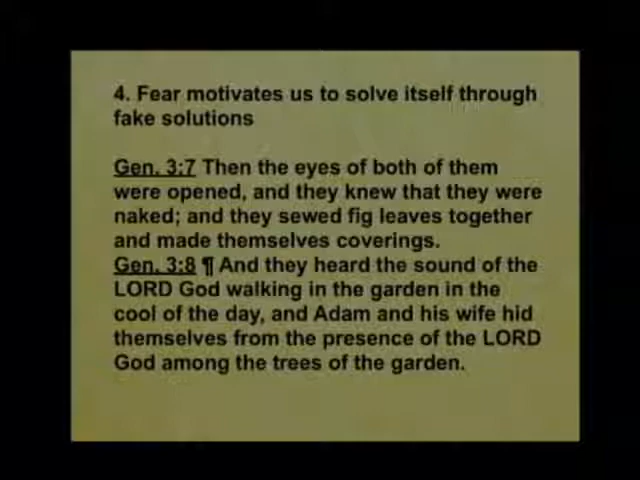 4. Fear motivates us to solve itself through
fake solutions
Gen. 3:7 Then the eyes of both of them
were opened, and they knew that they were
naked; and they sewed fig leaves together
and made themselves coverings.
Gen. 3:8 ¶ And they heard the sound of the
LORD God walking in the garden in the
cool of the day, and Adam and his wife hid
themselves from the presence of the LORD
God among the trees of the garden.